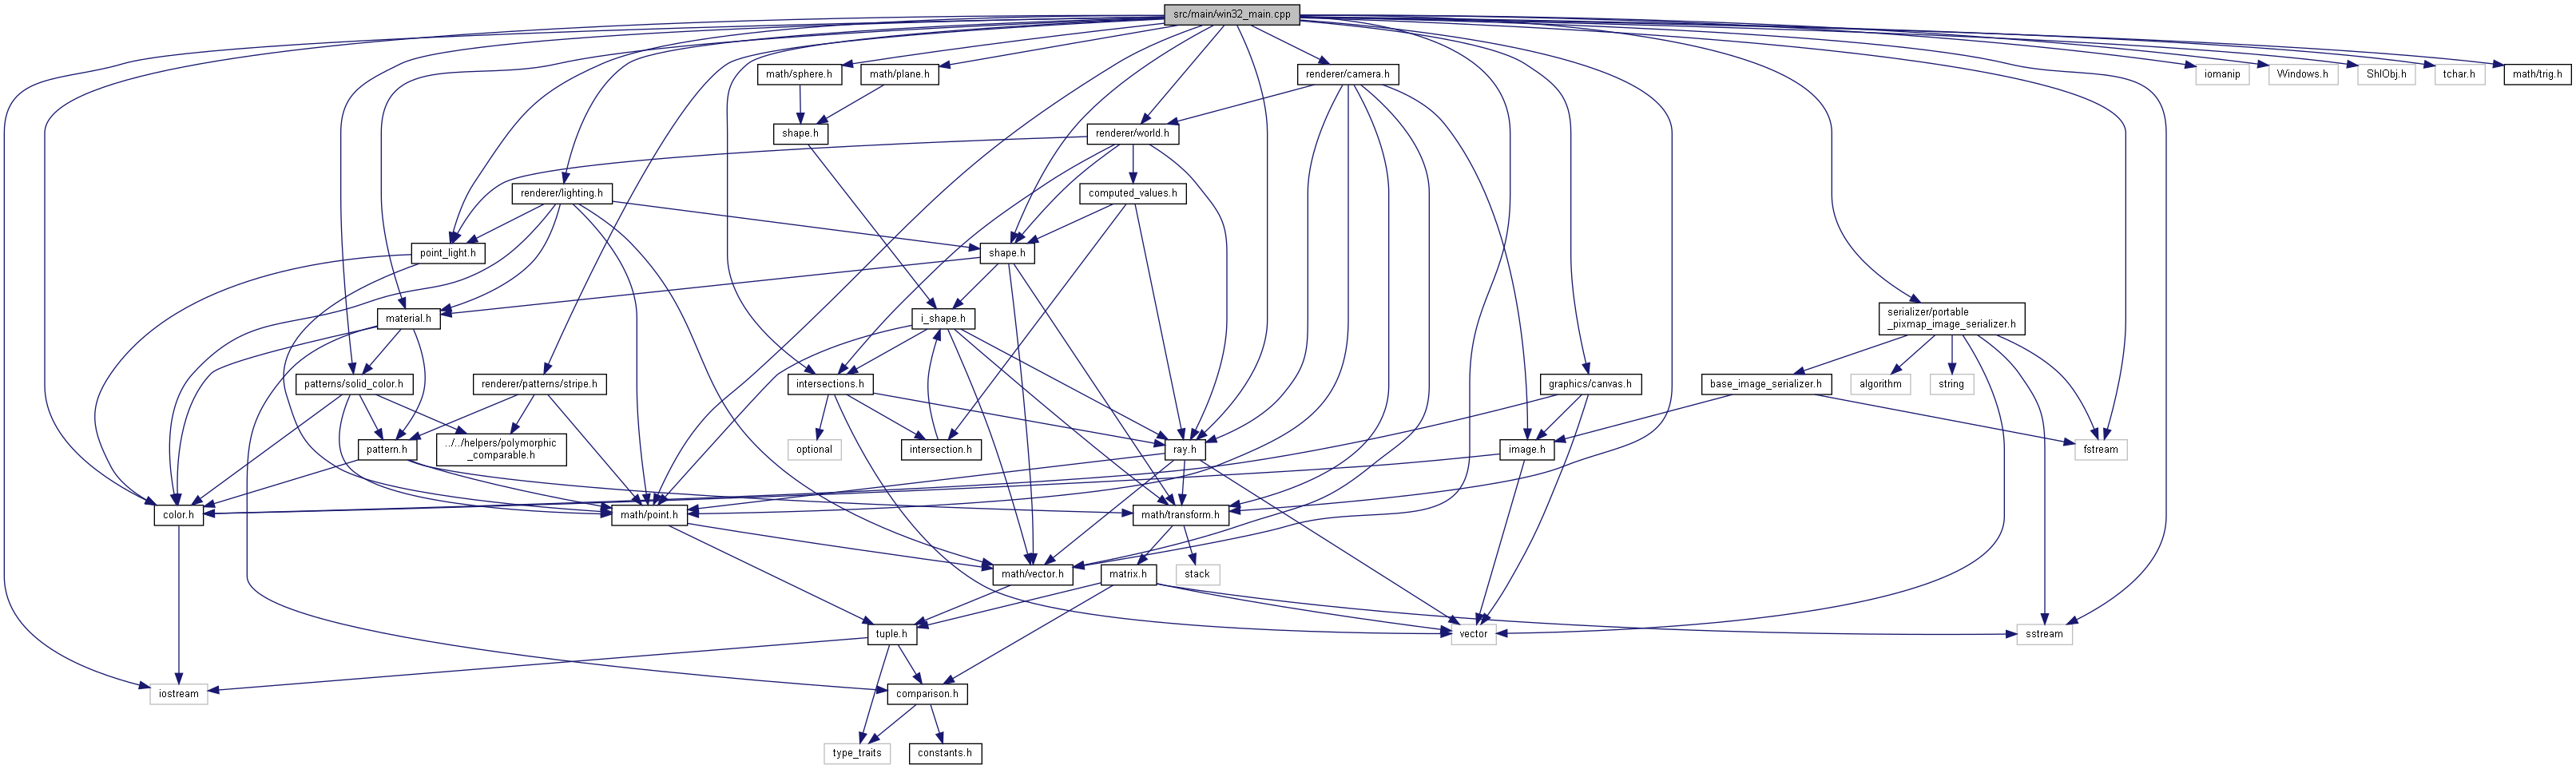 src/main/win32_main.cpp
math/sphere.h
math/plane.h
renderer/camera.h
iomanip
Windows.h
ShlObj.h
tchar.h
math/trig.h
shape.h
renderer/world.h
renderer/lighting.h
computed_values.h
point_light.h
shape.h
material.h
i_shape.h
serializer/portable
_pixmap_image_serializer.h
patterns/solid_color.h
renderer/patterns/stripe.h
intersections.h
graphics/canvas.h
base_image_serializer.h
algorithm
string
pattern.h
../../helpers/polymorphic
_comparable.h
optional
intersection.h
ray.h
image.h
fstream
color.h
math/point.h
math/transform.h
math/vector.h
matrix.h
stack
tuple.h
vector
sstream
iostream
comparison.h
type_traits
constants.h